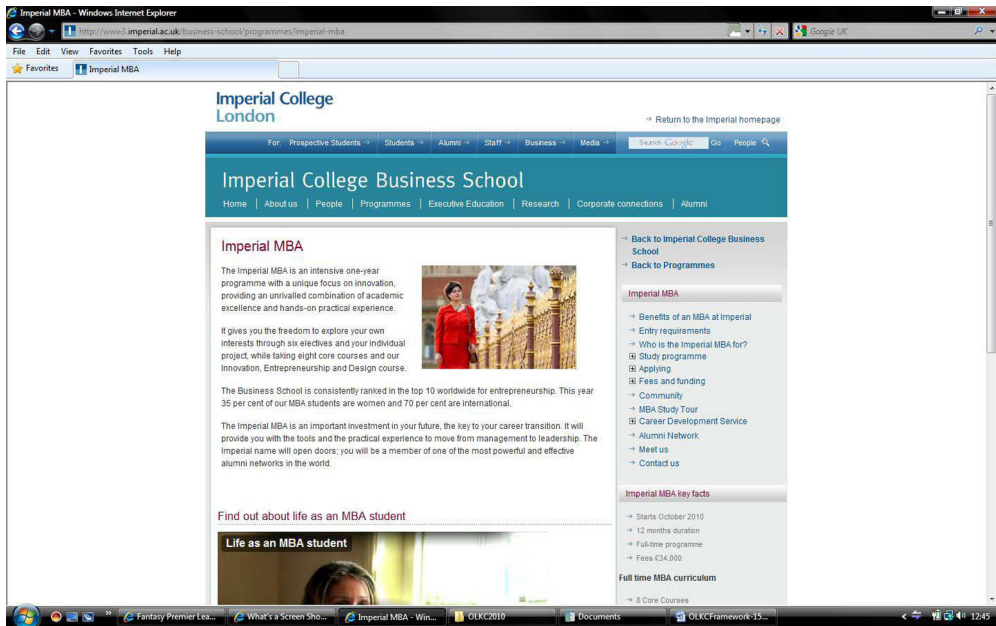 Imperial MBA - Windows Internet Explorer
http://www3.imperial.ac.uk/business-school/programmes/imperial-mba
Google UK
File Edit View Favorites Tools Help
Favorites Imperial MBA
Imperial College
London
→ Return to the Imperial homepage
For: Prospective Students → Students → Alumni → Staff → Business → Media → Search Google Go People
Imperial College Business School
Home | About us | People | Programmes | Executive Education | Research | Corporate connections | Alumni
Imperial MBA
The Imperial MBA is an intensive one-year
programme with a unique focus on innovation,
providing an unrivalled combination of academic
excellence and hands-on practical experience.
It gives you the freedom to explore your own
interests through six electives and your individual
project, while taking eight core courses and our
Innovation, Entrepreneurship and Design course.
The Business School is consistently ranked in the top 10 worldwide for entrepreneurship. This year
35 per cent of our MBA students are women and 70 per cent are international.
The Imperial MBA is an important investment in your future, the key to your career transition. It will
provide you with the tools and the practical experience to move from management to leadership. The
Imperial name will open doors; you will be a member of one of the most powerful and effective
alumni networks in the world.
Find out about life as an MBA student
Life as an MBA student
→ Back to Imperial College Business
School
→ Back to Programmes
Imperial MBA
→ Benefits of an MBA at Imperial
→ Entry requirements
→ Who is the Imperial MBA for?
Study programme
Applying
Fees and funding
→ Community
→ MBA Study Tour
Career Development Service
→ Alumni Network
→ Meet us
→ Contact us
Imperial MBA key facts
→ Starts October 2010
→ 12 months duration
→ Full-time programme
→ Fees £34,000
Full time MBA curriculum
→ 8 Core Courses
Fantasy Premier Lea... What's a Screen Sho... Imperial MBA - Win... OLKC2010 Documents OLKCFramework-15... 12:45